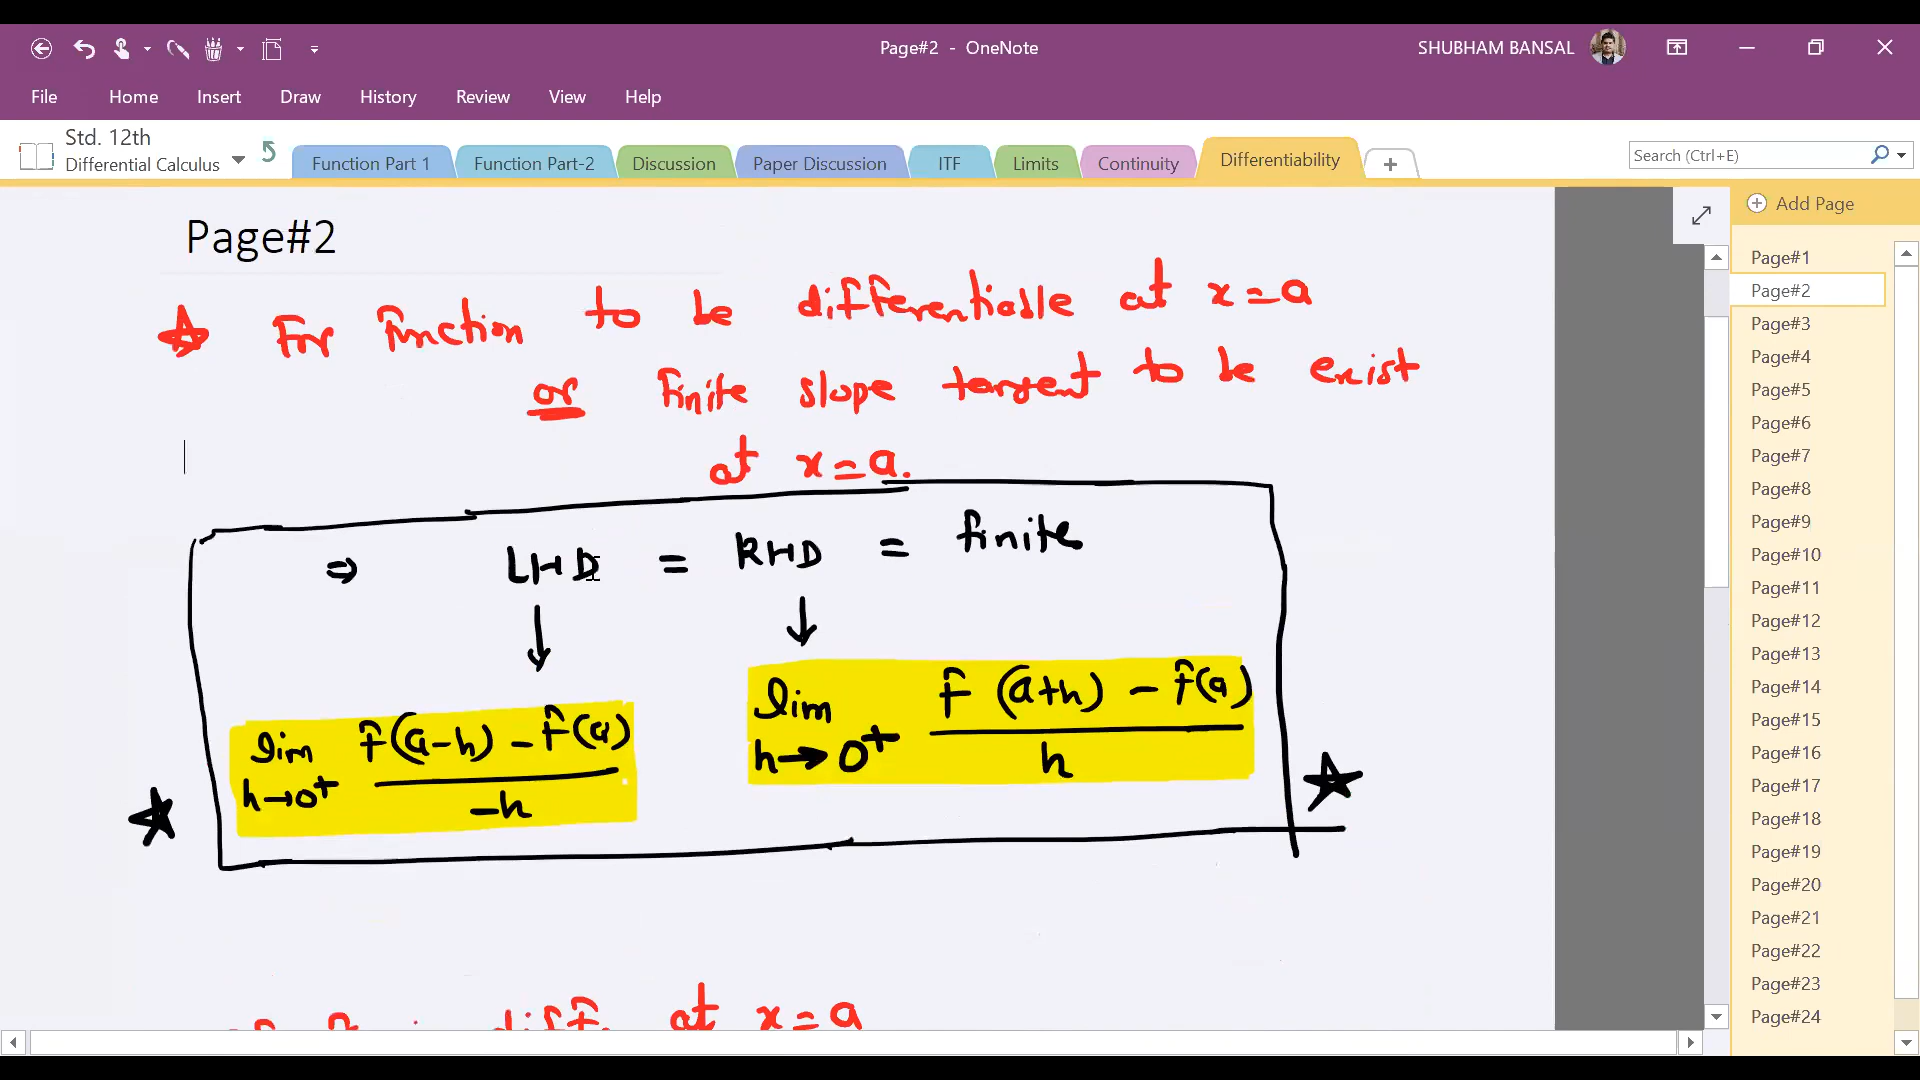 Page#2 - OneNote
SHUBHAM BANSAL
File Home Insert Draw History Review View Help
Std. 12th
Differential Calculus
Function Part 1 Function Part-2 Discussion Paper Discussion ITF Limits Continuity Differentiability
Search (Ctrl+E)
Page#2
☆ For function to be differentiable at x=a
or finite slope tangent to be exist
at x=a.
⇒ LHD = RHD = finite
↓ ↓
lim h→0⁺ (f(a-h) - f(a))/(-h)
lim h→0⁺ (f(a+h) - f(a))/h
at x=a
Add Page
Page#1
Page#2
Page#3
Page#4
Page#5
Page#6
Page#7
Page#8
Page#9
Page#10
Page#11
Page#12
Page#13
Page#14
Page#15
Page#16
Page#17
Page#18
Page#19
Page#20
Page#21
Page#22
Page#23
Page#24